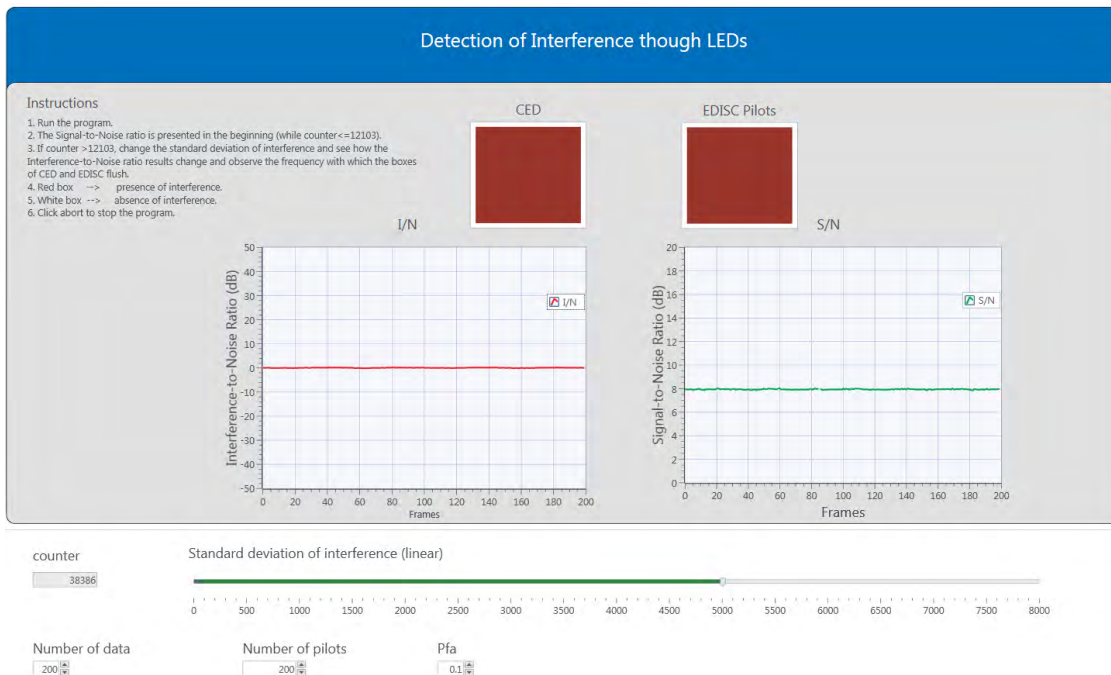 Detection of Interference though LEDs
Instructions
1. Run the program.
2. The Signal-to-Noise ratio is presented in the beginning (while counter<=12103).
3. If counter >12103, change the standard deviation of interference and see how the
Interference-to-Noise ratio results change and observe the frequency with which the boxes
of CED and EDISC flush.
4. Red box --> presence of interference.
5. White box --> absence of interference.
6. Click abort to stop the program.
CED
EDISC Pilots
I/N
Interference-to-Noise Ratio (dB)
50
40
30
20
10
0
-10
-20
-30
-40
-50
I/N
0 20 40 60 80 100 120 140 160 180 200
Frames
S/N
Signal-to-Noise Ratio (dB)
20
18
16
14
12
10
8
6
4
2
0
S/N
0 20 40 60 80 100 120 140 160 180 200
Frames
counter
38386
Standard deviation of interference (linear)
0 500 1000 1500 2000 2500 3000 3500 4000 4500 5000 5500 6000 6500 7000 7500 8000
Number of data
200
Number of pilots
200
Pfa
0.1